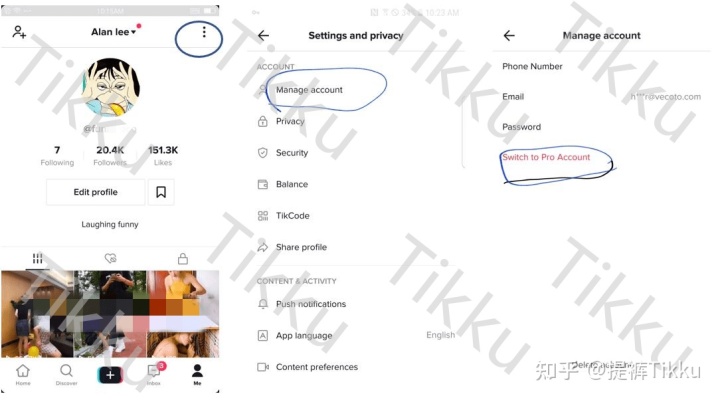 10:15AM
Alan lee
7
20.4K
151.3K
Following
Followers
Likes
Edit profile
Laughing funny
Home
Discover
3
Inbox
Me
10:23 AM
Settings and privacy
ACCOUNT
Manage account
Privacy
Security
Balance
TikCode
Share profile
CONTENT & ACTIVITY
Push notifications
App language
English
Content preferences
Manage account
Phone Number
Email
h***r@vecoto.com
Password
Switch to Pro Account
Delete account
Tikku
Tikku
Tikku
Tikku
Tikku
Tikku
知乎 @提裤Tikku